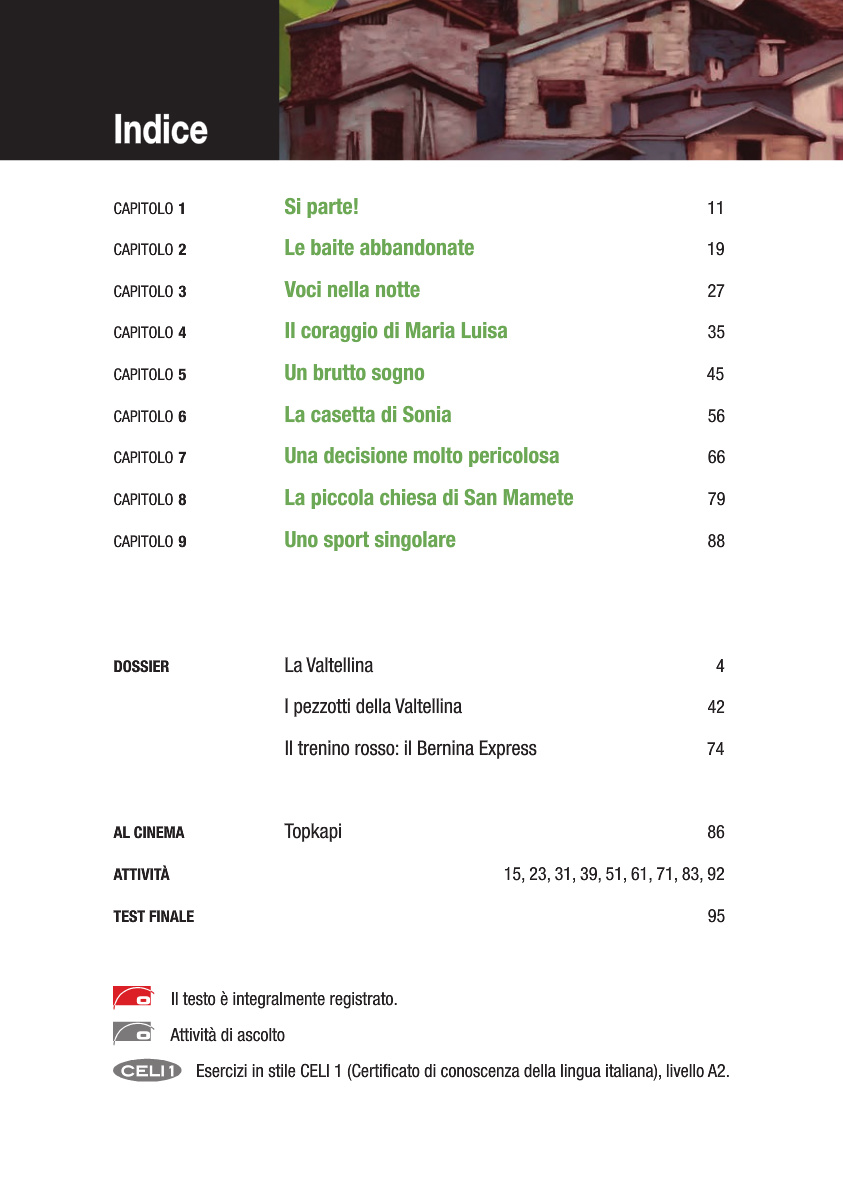 Indice
CAPITOLO 1 Si parte! 11
CAPITOLO 2 Le baite abbandonate 19
CAPITOLO 3 Voci nella notte 27
CAPITOLO 4 Il coraggio di Maria Luisa 35
CAPITOLO 5 Un brutto sogno 45
CAPITOLO 6 La casetta di Sonia 56
CAPITOLO 7 Una decisione molto pericolosa 66
CAPITOLO 8 La piccola chiesa di San Mamete 79
CAPITOLO 9 Uno sport singolare 88
DOSSIER La Valtellina 4
I pezzotti della Valtellina 42
Il trenino rosso: il Bernina Express 74
AL CINEMA Topkapi 86
ATTIVITÀ 15, 23, 31, 39, 51, 61, 71, 83, 92
TEST FINALE 95
Il testo è integralmente registrato.
Attività di ascolto
CELI 1 Esercizi in stile CELI 1 (Certificato di conoscenza della lingua italiana), livello A2.